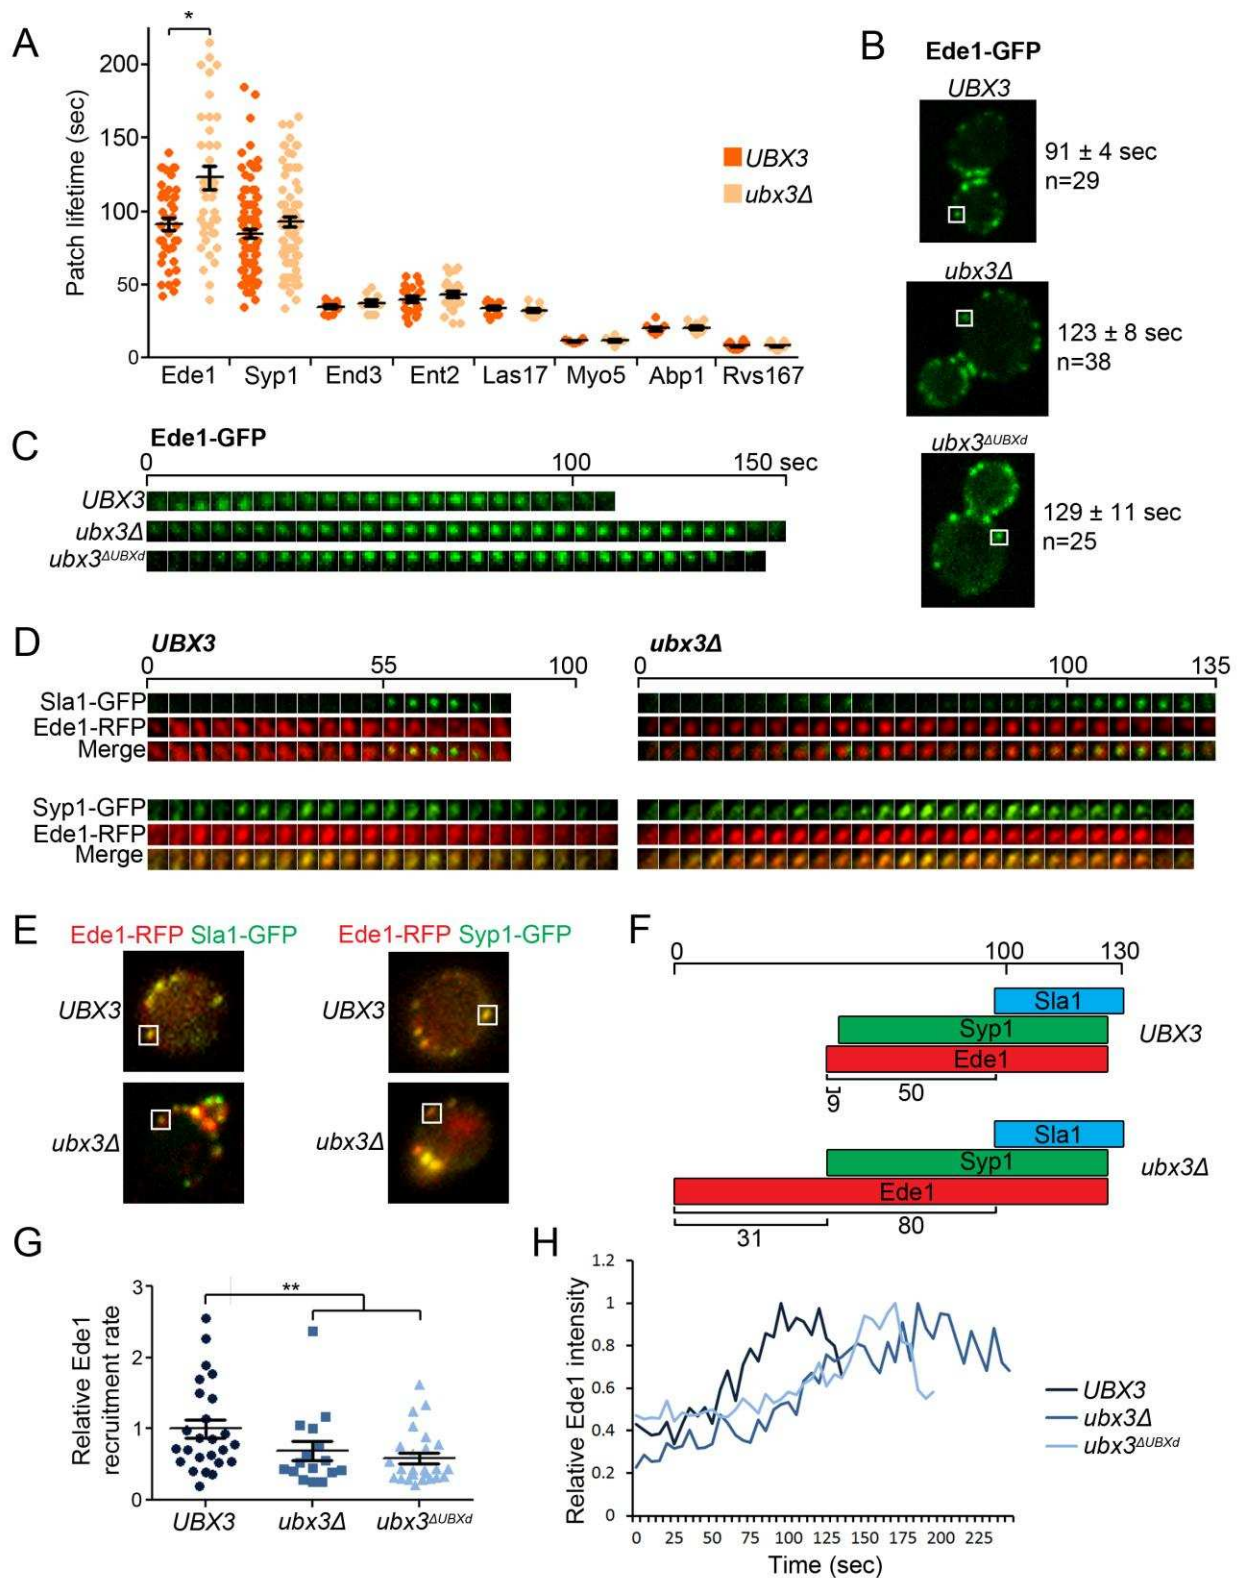 A
*
Patch lifetime (sec)
200
150
100
50
0
Ede1 Syp1 End3 Ent2 Las17 Myo5 Abp1 Rvs167
UBX3
ubx3Δ
B
Ede1-GFP
UBX3
91 ± 4 sec
n=29
ubx3Δ
123 ± 8 sec
n=38
ubx3ΔUBXd
129 ± 11 sec
n=25
C
Ede1-GFP
0 100 150 sec
UBX3
ubx3Δ
ubx3ΔUBXd
D
UBX3
0 55 100
ubx3Δ
0 100 135
Sla1-GFP
Ede1-RFP
Merge
Syp1-GFP
Ede1-RFP
Merge
E
Ede1-RFP Sla1-GFP
Ede1-RFP Syp1-GFP
UBX3
UBX3
ubx3Δ
ubx3Δ
F
0 100 130
Sla1
Syp1
UBX3
Ede1
9 50
Sla1
Syp1
ubx3Δ
Ede1
31 80
G
**
Relative Ede1
recruitment rate
3
2
1
0
UBX3 ubx3Δ ubx3ΔUBXd
H
Relative Ede1 intensity
1.2
1
0.8
0.6
0.4
0.2
0
0 25 50 75 100 125 150 175 200 225
Time (sec)
UBX3
ubx3Δ
ubx3ΔUBXd